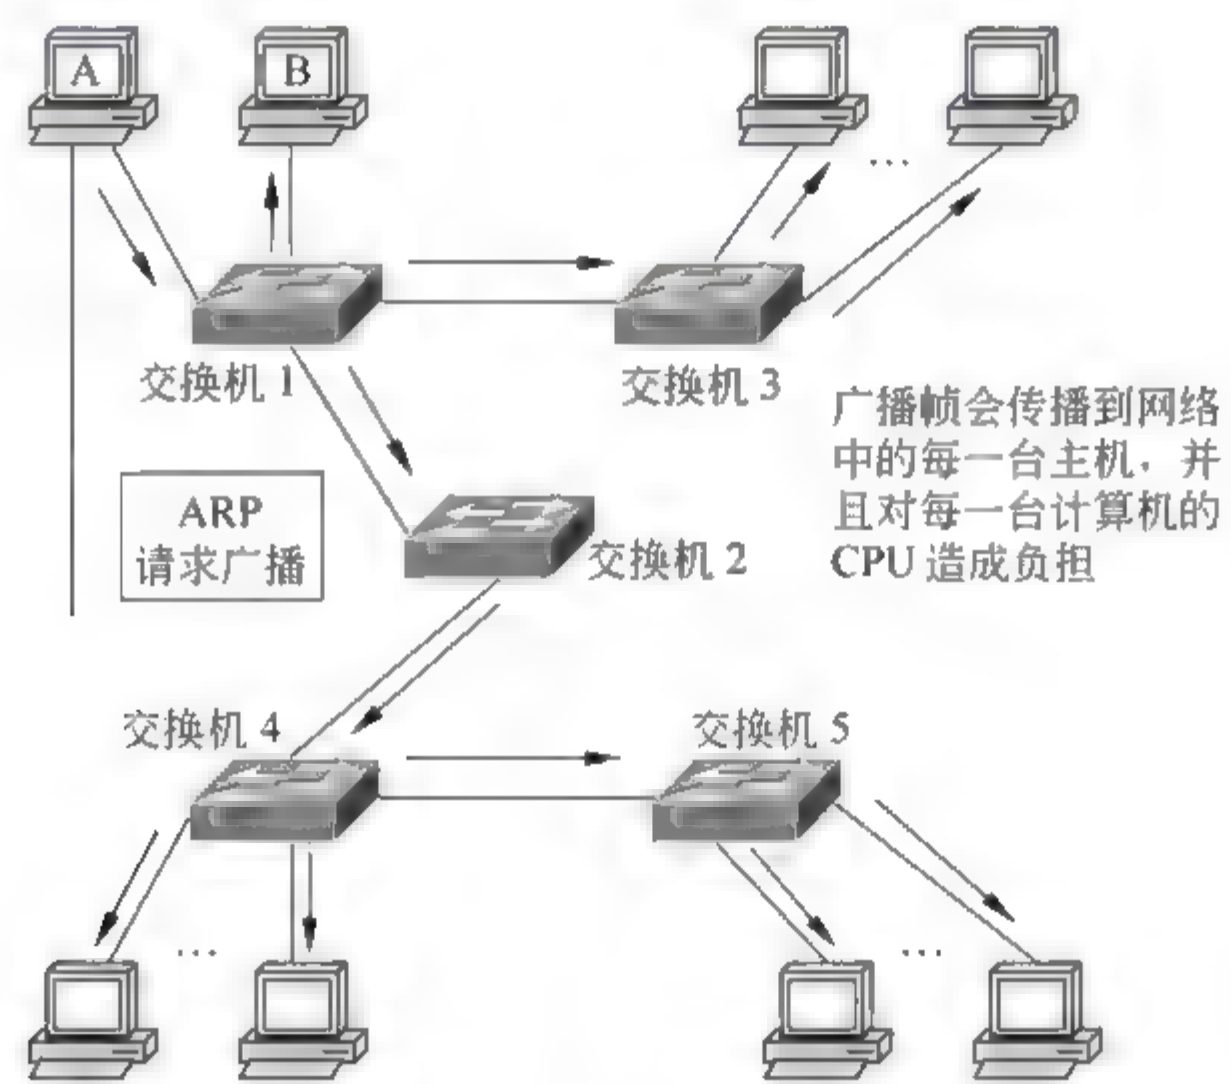 A
B
…
交换机 1
交换机 3
广播帧会传播到网络
中的每一台主机，并
且对每一台计算机的
CPU 造成负担
ARP
请求广播
交换机 2
交换机 4
交换机 5
…
…